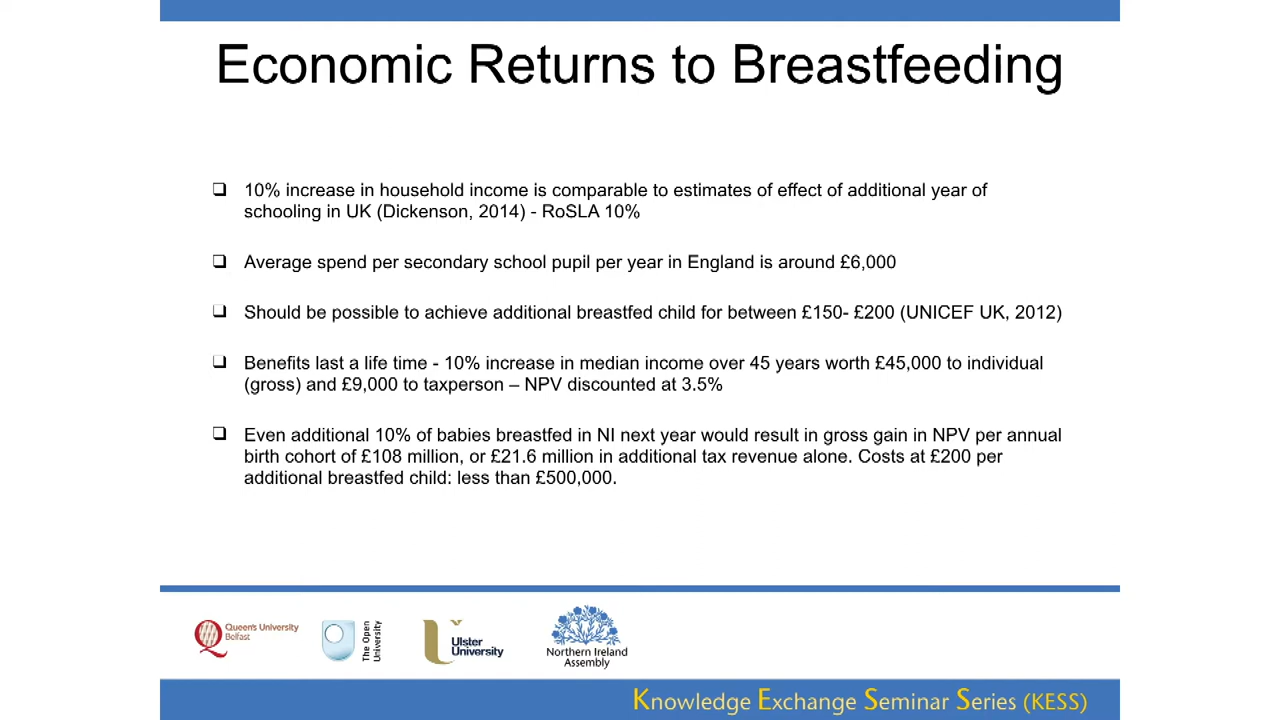 Economic Returns to Breastfeeding
❑ 10% increase in household income is comparable to estimates of effect of additional year of
schooling in UK (Dickenson, 2014) - RoSLA 10%
❑ Average spend per secondary school pupil per year in England is around £6,000
❑ Should be possible to achieve additional breastfed child for between £150- £200 (UNICEF UK, 2012)
❑ Benefits last a life time - 10% increase in median income over 45 years worth £45,000 to individual
(gross) and £9,000 to taxperson – NPV discounted at 3.5%
❑ Even additional 10% of babies breastfed in NI next year would result in gross gain in NPV per annual
birth cohort of £108 million, or £21.6 million in additional tax revenue alone. Costs at £200 per
additional breastfed child: less than £500,000.
Queen's University
Belfast
The Open
University
Ulster
University
Northern Ireland
Assembly
Knowledge Exchange Seminar Series (KESS)